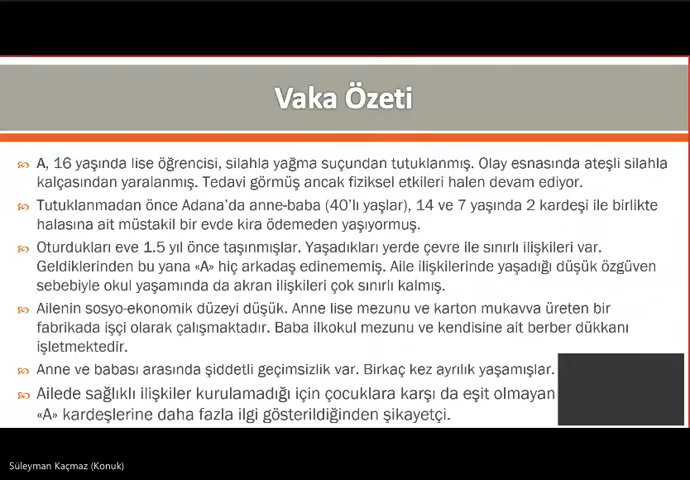 Vaka Özeti
A, 16 yaşında lise öğrencisi, silahla yağma suçundan tutuklanmış. Olay esnasında ateşli silahla
kalçasından yaralanmış. Tedavi görmüş ancak fiziksel etkileri halen devam ediyor.
Tutuklanmadan önce Adana'da anne-baba (40'lı yaşlar), 14 ve 7 yaşında 2 kardeşi ile birlikte
halasına ait müstakil bir evde kira ödemeden yaşıyormuş.
Oturdukları eve 1.5 yıl önce taşınmışlar. Yaşadıkları yerde çevre ile sınırlı ilişkileri var.
Geldiklerinden bu yana «A» hiç arkadaş edinememiş. Aile ilişkilerinde yaşadığı düşük özgüven
sebebiyle okul yaşamında da akran ilişkileri çok sınırlı kalmış.
Ailenin sosyo-ekonomik düzeyi düşük. Anne lise mezunu ve karton mukavva üreten bir
fabrikada işçi olarak çalışmaktadır. Baba ilkokul mezunu ve kendisine ait berber dükkanı
işletmektedir.
Anne ve babası arasında şiddetli geçimsizlik var. Birkaç kez ayrılık yaşamışlar.
Ailede sağlıklı ilişkiler kurulamadığı için çocuklara karşı da eşit olmayan
«A» kardeşlerine daha fazla ilgi gösterildiğinden şikayetçi.
Süleyman Kaçmaz (Konuk)